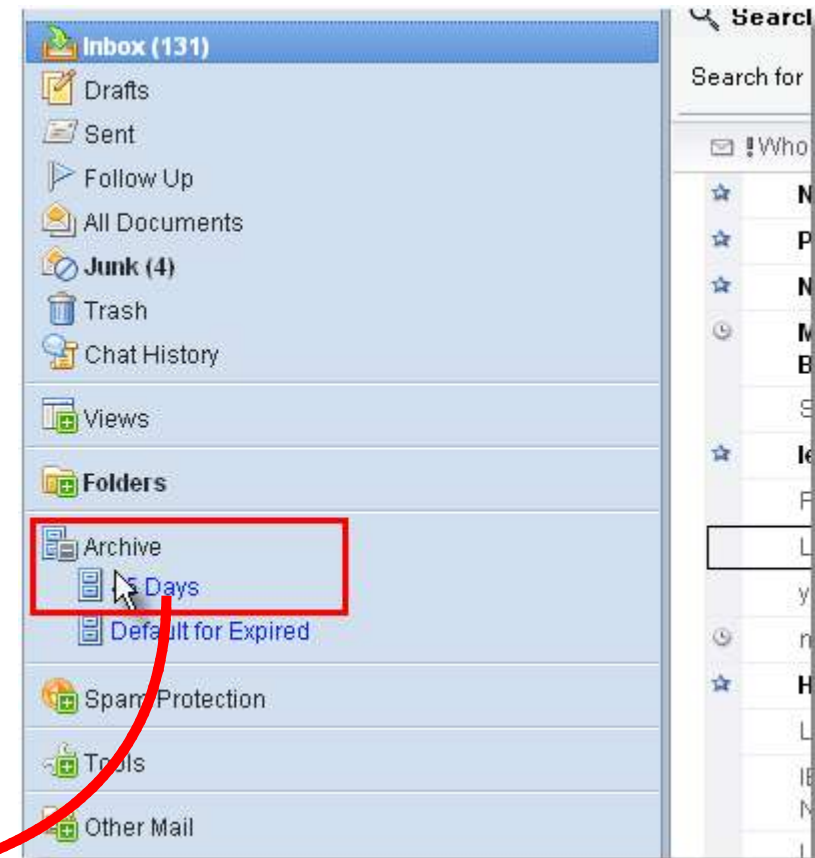 Inbox (131)
Drafts
Sent
Follow Up
All Documents
Junk (4)
Trash
Chat History
Views
Folders
Archive
5 Days
Default for Expired
Spam Protection
Tools
Other Mail
Search for
!Who
N
P
N
M
B
S
F
L
y
n
H
L
N